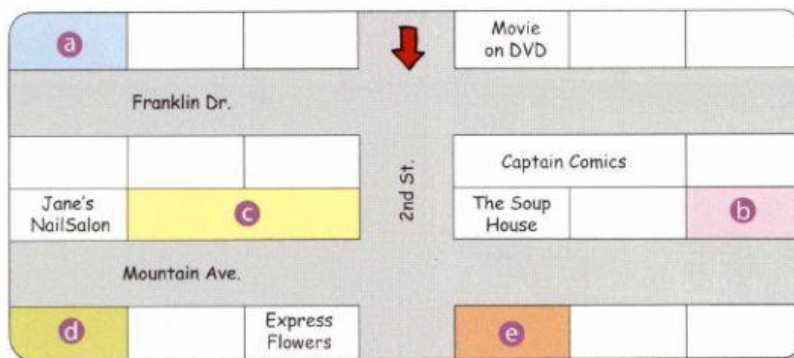 a
Movie
on DVD
Franklin Dr.
2nd St.
Captain Comics
Jane's
NailSalon
c
The Soup
House
b
Mountain Ave.
d
Express
Flowers
e